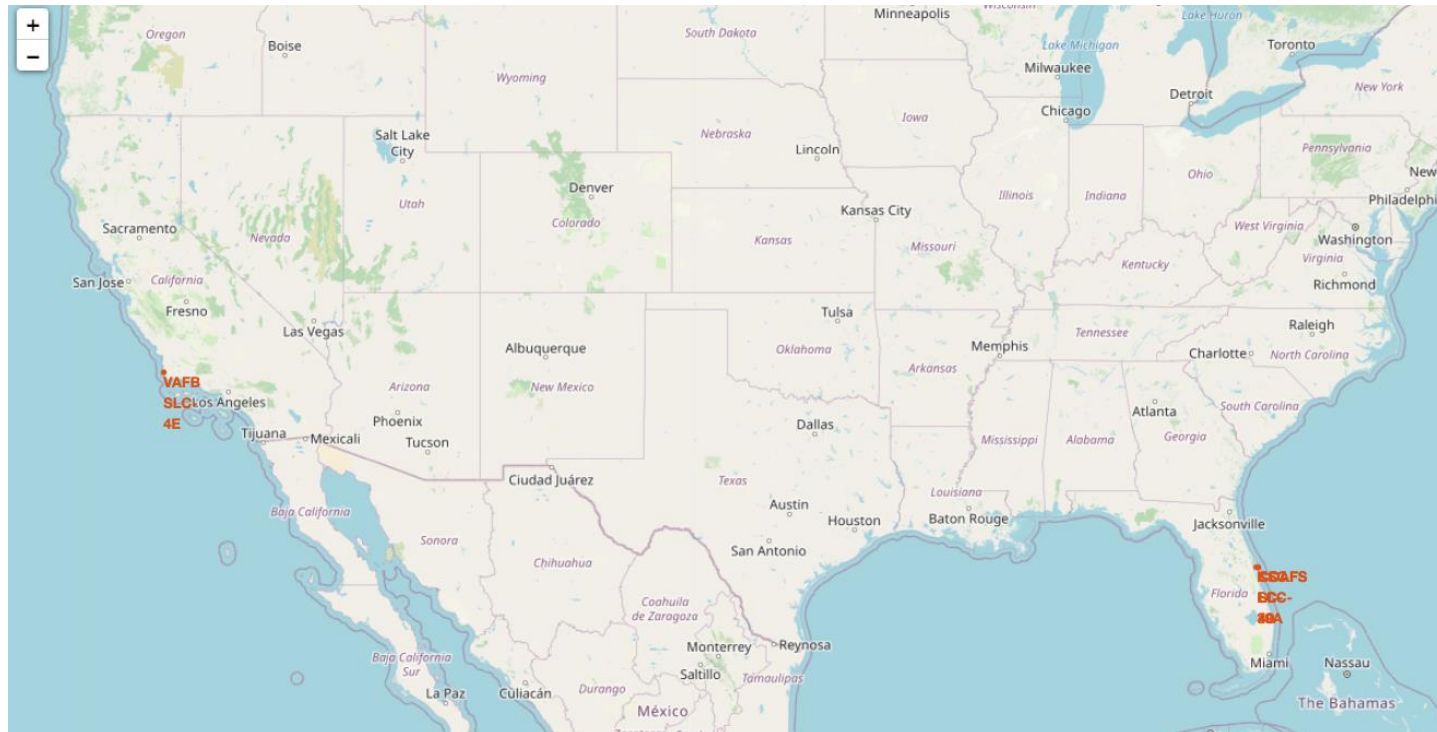 +
−
Oregon
Boise
Wyoming
South Dakota
Minneapolis
Wisconsin
Lake Huron
Lake Michigan
Toronto
Milwaukee
Detroit
New York
Chicago
Iowa
Salt Lake
City
Nebraska
Lincoln
Pennsylvania
Ohio
New
Philadelphi
Denver
Utah
Colorado
Illinois
Indiana
Kansas City
Sacramento
Nevada
Kansas
Missouri
West Virginia
Washington
Virginia
Kentucky
San Jose
California
Richmond
Fresno
Las Vegas
Tulsa
Raleigh
Tennessee
Albuquerque
Oklahoma
Memphis
Charlotte
North Carolina
Arkansas
VAFB
SLC-
4E
Los Angeles
Arizona
New Mexico
Phoenix
Tucson
Dallas
Atlanta
South Carolina
Tijuana
Mexicali
Mississippi
Alabama
Georgia
Ciudad Juárez
Texas
Louisiana
Baja California
Austin
Houston
Baton Rouge
Jacksonville
Sonora
San Antonio
Chihuahua
Florida
Coahuila
de Zaragoza
Monterrey
Reynosa
Baja California
Sur
Saltillo
Tamaulipas
Miami
Nassau
La Paz
Culiacán
Durango
México
The Bahamas